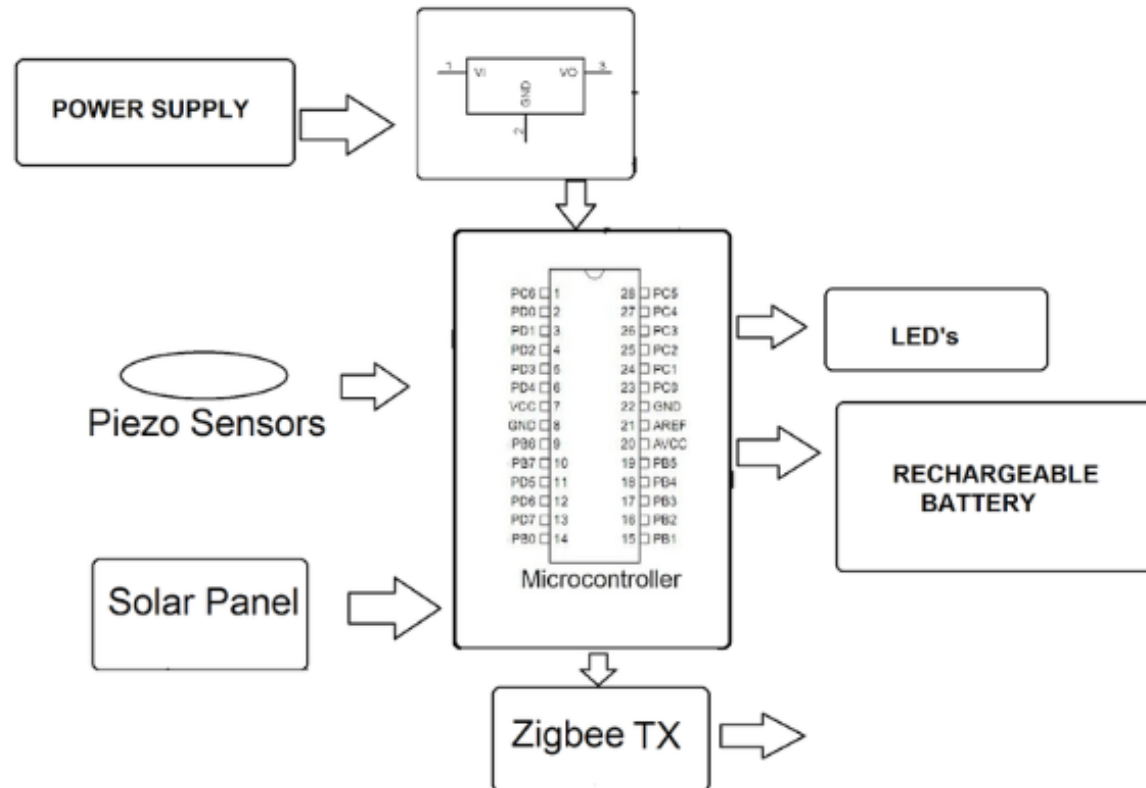 POWER SUPPLY
1
VI
VO
3
GND
2
PC6 1 28 PC5
PD0 2 27 PC4
PD1 3 26 PC3
PD2 4 25 PC2
PD3 5 24 PC1
PD4 6 23 PC0
VCC 7 22 GND
GND 8 21 AREF
PB6 9 20 AVCC
PB7 10 19 PB5
PD5 11 18 PB4
PD6 12 17 PB3
PD7 13 16 PB2
PB0 14 15 PB1
Microcontroller
LED's
Piezo Sensors
RECHARGEABLE
BATTERY
Solar Panel
Zigbee TX